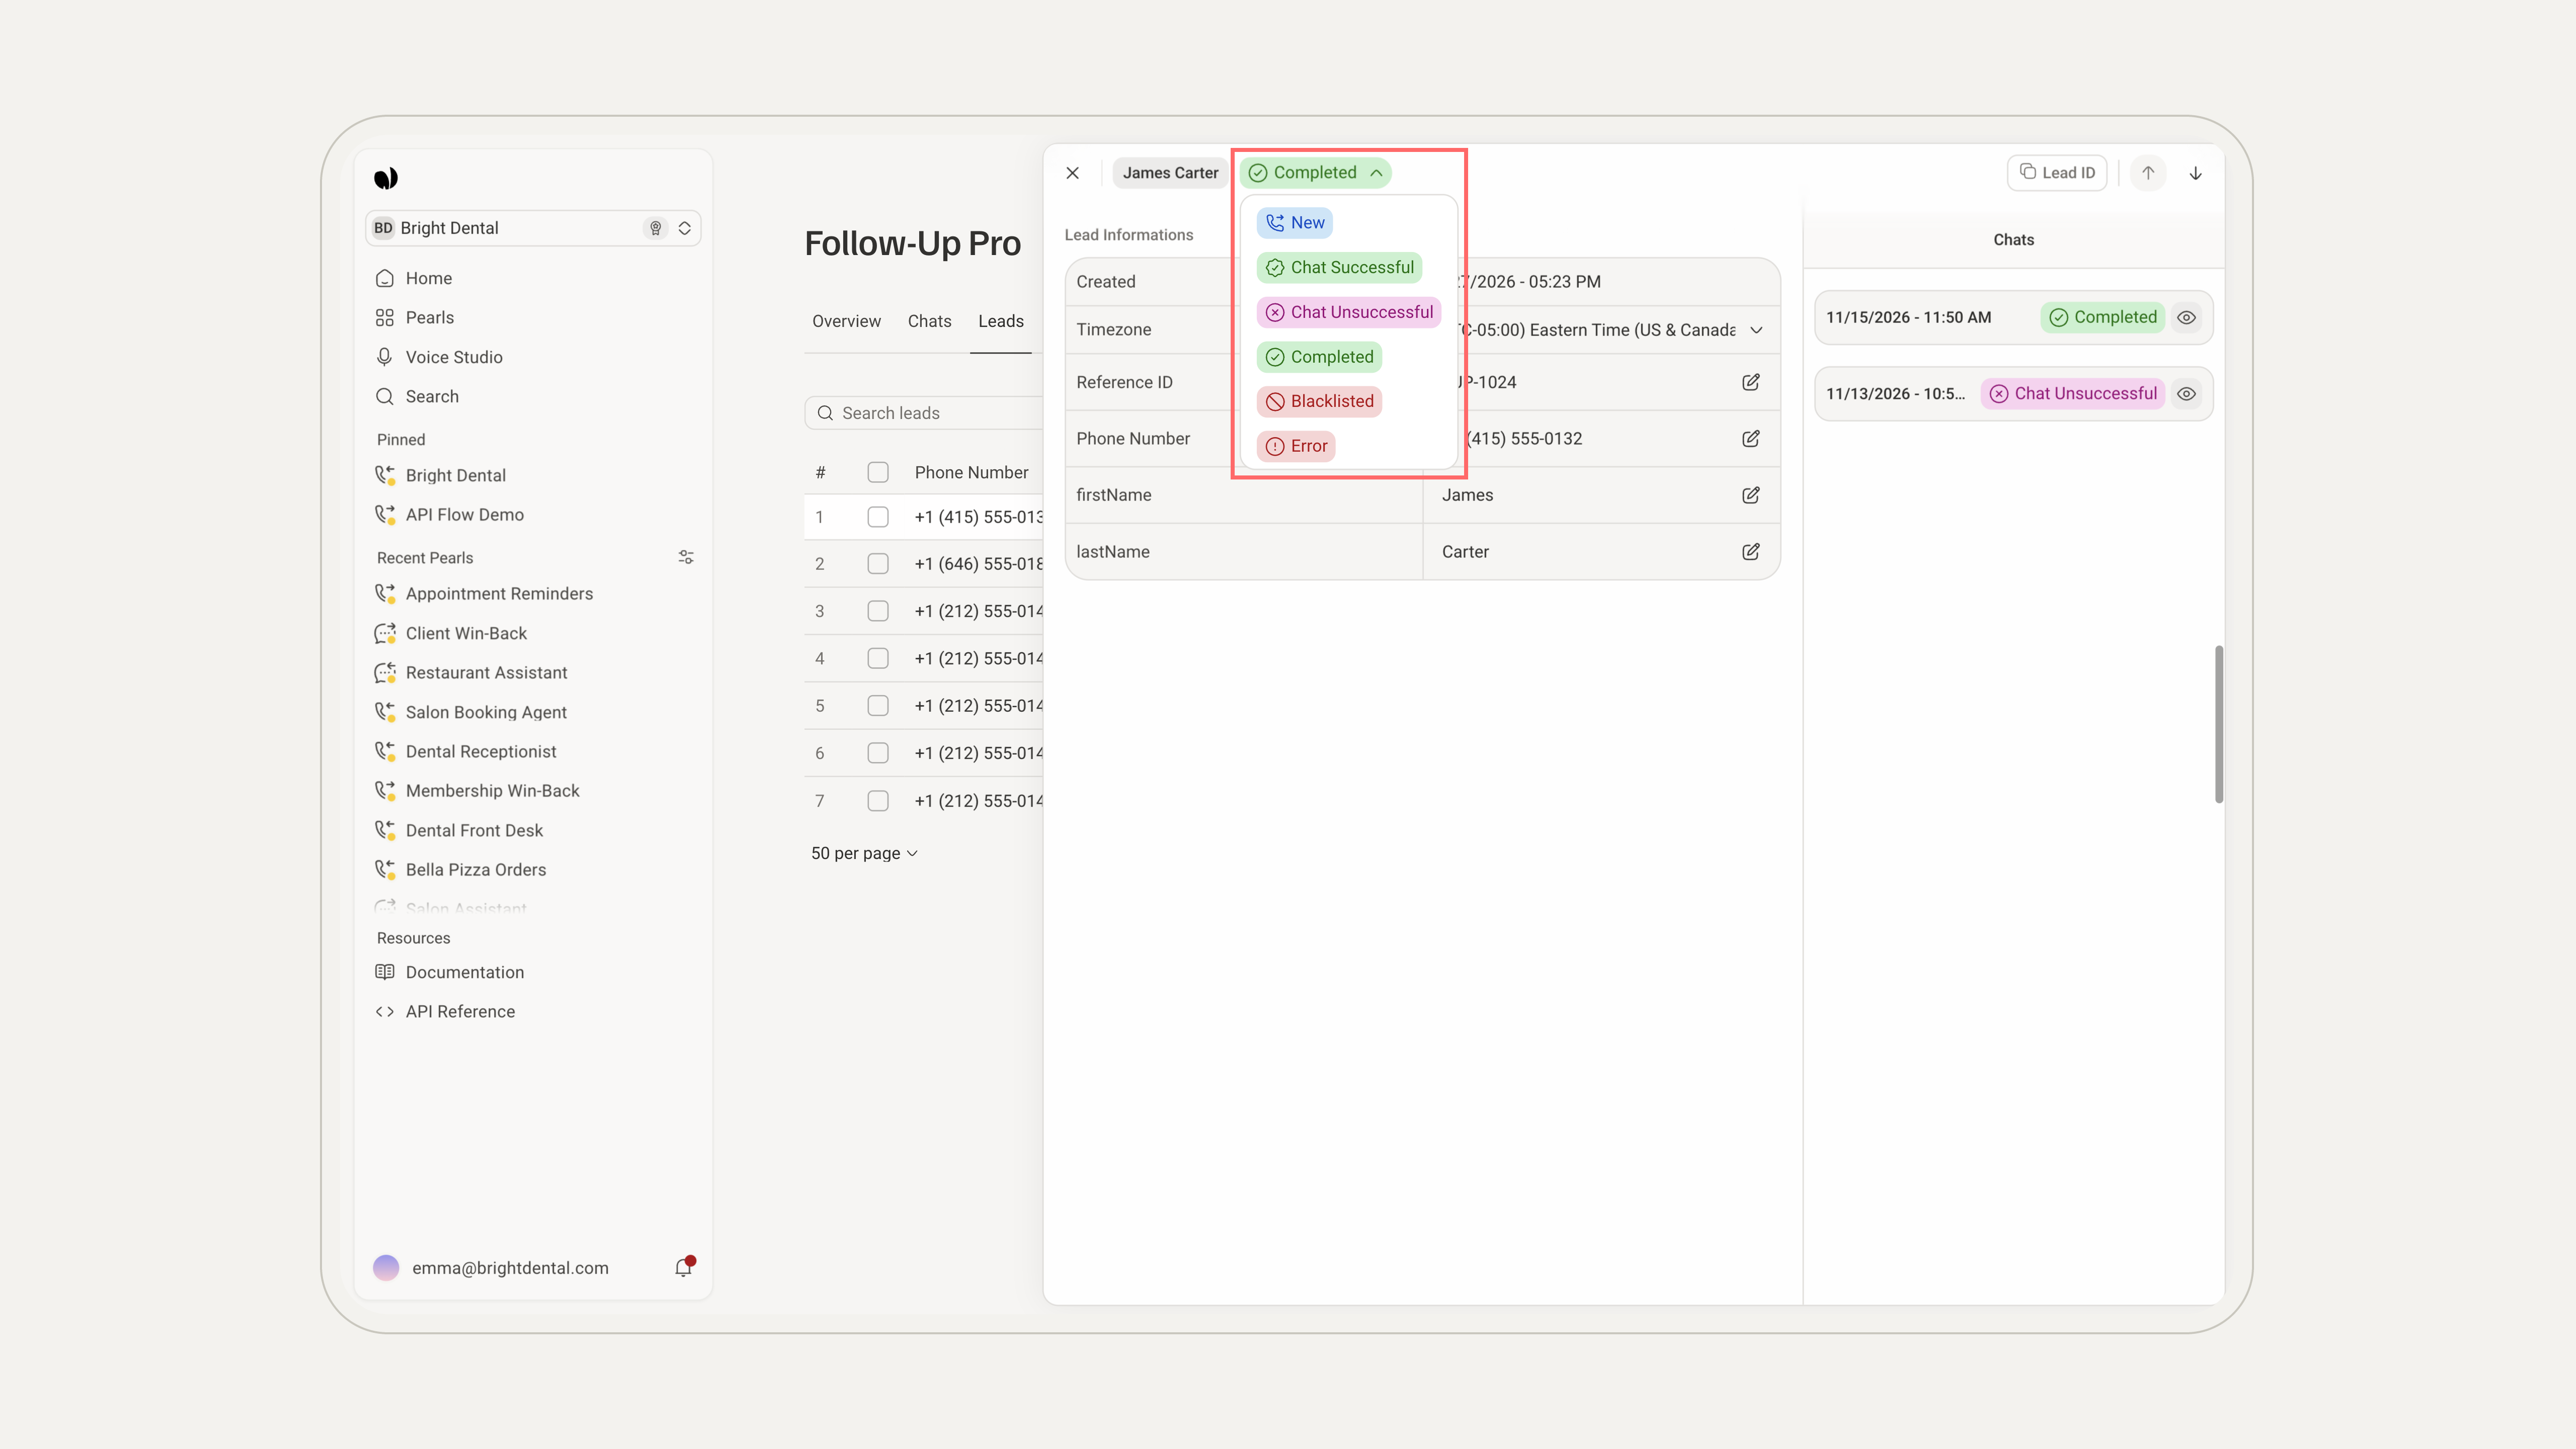 BD Bright Dental
Home
Pearls
Voice Studio
Search
Pinned
Bright Dental
API Flow Demo
Recent Pearls
Appointment Reminders
Client Win-Back
Restaurant Assistant
Salon Booking Agent
Dental Receptionist
Membership Win-Back
Dental Front Desk
Bella Pizza Orders
Salon Assistant
Resources
Documentation
API Reference
emma@brightdental.com
Follow-Up Pro
Overview Chats Leads
Search leads
# Phone Number
1 +1 (415) 555-013
2 +1 (646) 555-018
3 +1 (212) 555-014
4 +1 (212) 555-014
5 +1 (212) 555-014
6 +1 (212) 555-014
7 +1 (212) 555-014
50 per page
James Carter Completed
New
Chat Successful
Chat Unsuccessful
Completed
Blacklisted
Error
Lead ID
Lead Informations
Created 27/2026 - 05:23 PM
Timezone C-05:00) Eastern Time (US & Canada
Reference ID UP-1024
Phone Number (415) 555-0132
firstName James
lastName Carter
Chats
11/15/2026 - 11:50 AM Completed
11/13/2026 - 10:5... Chat Unsuccessful